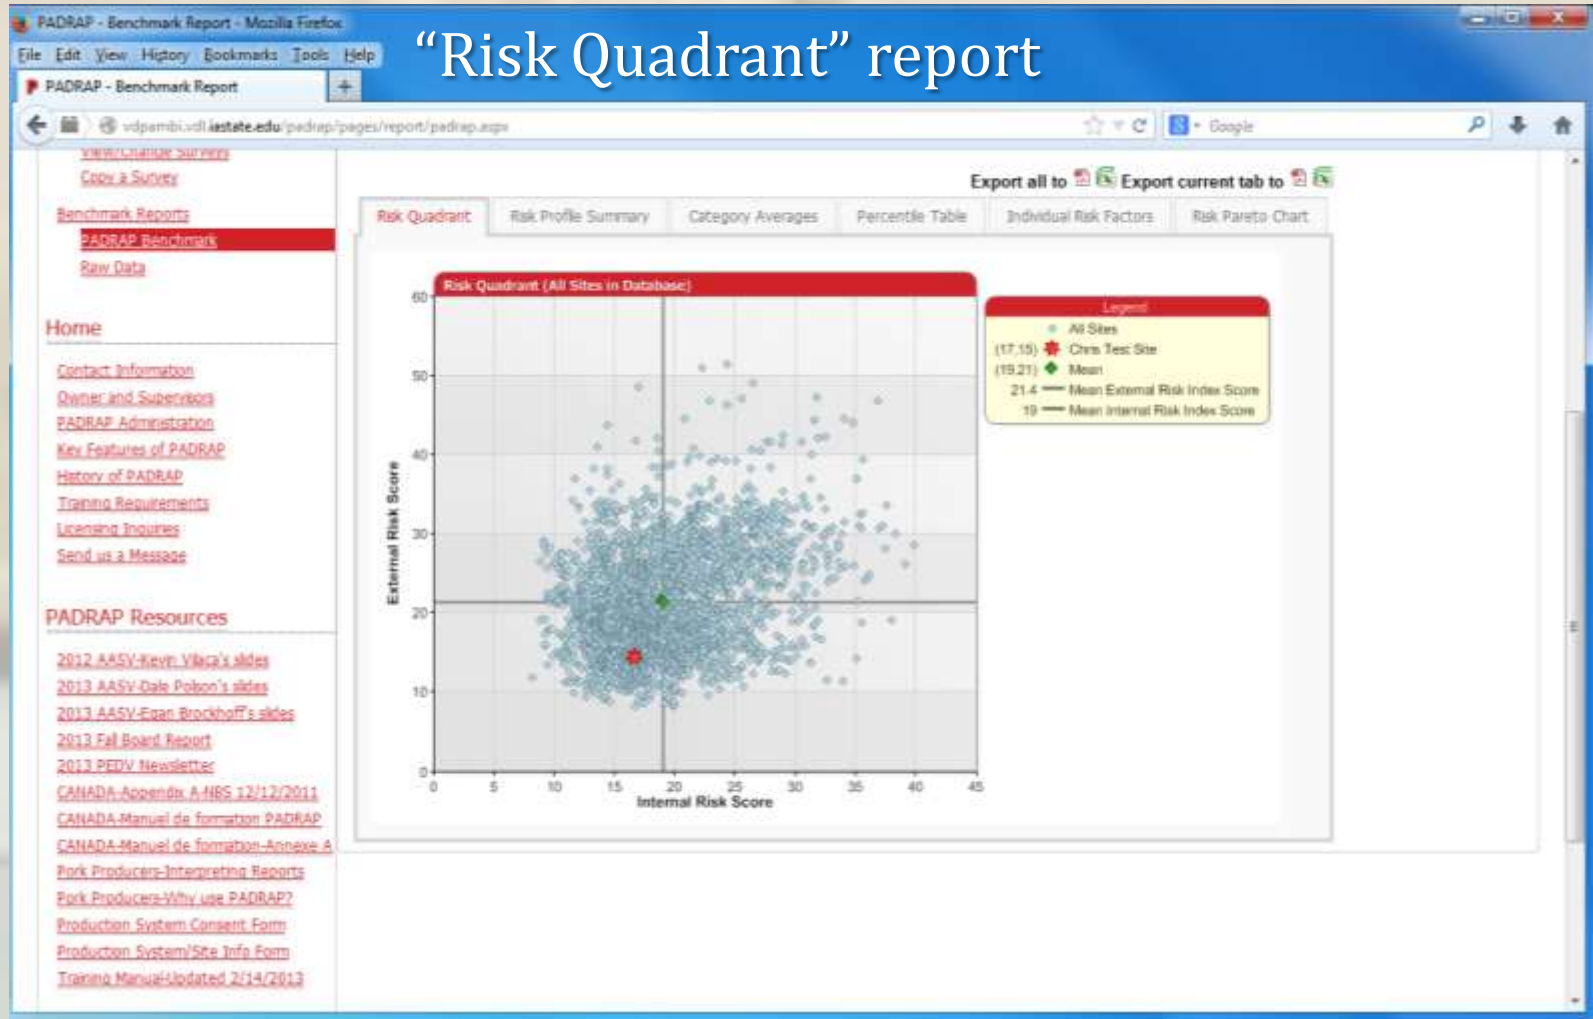 PADRAP - Benchmark Report - Mozilla Firefox
File Edit View History Bookmarks Tools Help
“Risk Quadrant” report
PADRAP - Benchmark Report +
vdpambi.vdl.iastate.edu/padrap/pages/report/padrap.aspx
Google
View/Change Surveys
Copy a Survey
Benchmark Reports
PADRAP Benchmark
Raw Data
Home
Contact Information
Owner and Supervisors
PADRAP Administration
Key Features of PADRAP
History of PADRAP
Training Requirements
Licensing Inquiries
Send us a Message
PADRAP Resources
2012 AASV-Kevin Vilaca's slides
2013 AASV-Dale Polson's slides
2013 AASV-Egan Brockhoff's slides
2013 Fall Board Report
2013 PEDV Newsletter
CANADA-Appendix A-NBS 12/12/2011
CANADA-Manuel de formation PADRAP
CANADA-Manuel de formation-Annexe A
Pork Producers-Interpreting Reports
Pork Producers-Why use PADRAP?
Production System Consent Form
Production System/Site Info Form
Training Manual-Updated 2/14/2013
Export all to Export current tab to
Risk Quadrant Risk Profile Summary Category Averages Percentile Table Individual Risk Factors Risk Pareto Chart
Risk Quadrant (All Sites in Database)
60
50
40
30
20
10
0
External Risk Score
0 5 10 15 20 25 30 35 40 45
Internal Risk Score
Legend
All Sites
(17,15) Chris Test Site
(19,21) Mean
21.4 Mean External Risk Index Score
19 Mean Internal Risk Index Score